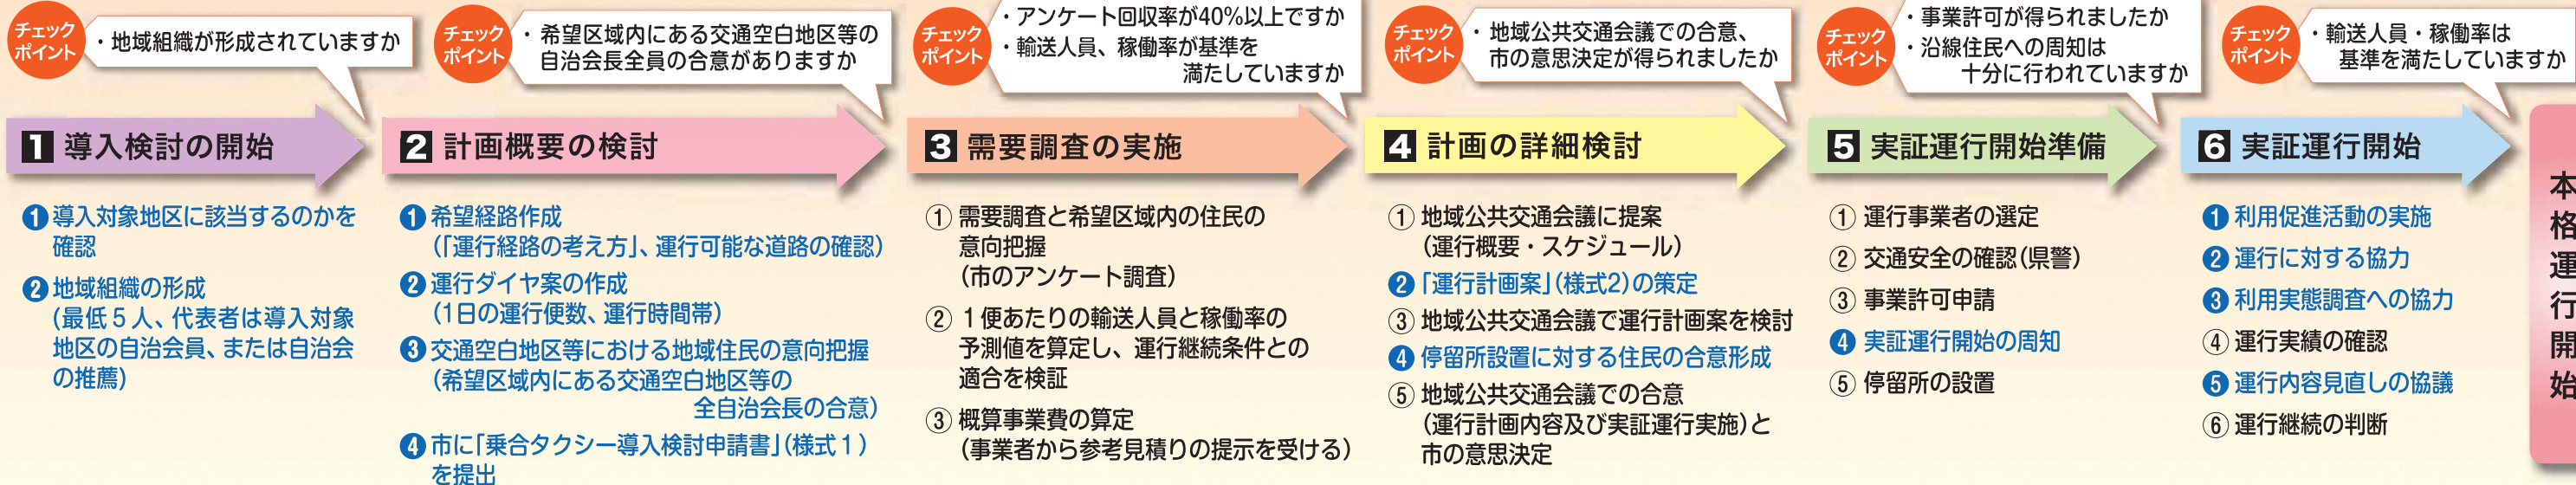 チェック
ポイント
・地域組織が形成されていますか
1 導入検討の開始
❶導入対象地区に該当するのかを
確認
❷地域組織の形成
(最低5人、代表者は導入対象
地区の自治会員、または自治会
の推薦)
チェック
ポイント
・希望区域内にある交通空白地区等の
自治会長全員の合意がありますか
2 計画概要の検討
❶希望経路作成
(「運行経路の考え方」、運行可能な道路の確認)
❷運行ダイヤ案の作成
(1日の運行便数、運行時間帯)
❸交通空白地区等における地域住民の意向把握
(希望区域内にある交通空白地区等の
全自治会長の合意)
❹市に「乗合タクシー導入検討申請書」(様式1)
を提出
チェック
ポイント
・アンケート回収率が40%以上ですか
・輸送人員、稼働率が基準を
満たしていますか
3 需要調査の実施
① 需要調査と希望区域内の住民の
意向把握
(市のアンケート調査)
② 1便あたりの輸送人員と稼働率の
予測値を算定し、運行継続条件との
適合を検証
③ 概算事業費の算定
(事業者から参考見積りの提示を受ける)
チェック
ポイント
・地域公共交通会議での合意、
市の意思決定が得られましたか
4 計画の詳細検討
① 地域公共交通会議に提案
(運行概要・スケジュール)
❷「運行計画案」(様式2)の策定
③ 地域公共交通会議で運行計画案を検討
❹ 停留所設置に対する住民の合意形成
⑤ 地域公共交通会議での合意
(運行計画内容及び実証運行実施)と
市の意思決定
チェック
ポイント
・事業許可が得られましたか
・沿線住民への周知は
十分に行われていますか
5 実証運行開始準備
① 運行事業者の選定
② 交通安全の確認(県警)
③ 事業許可申請
❹ 実証運行開始の周知
⑤ 停留所の設置
チェック
ポイント
・輸送人員・稼働率は
基準を満たしていますか
6 実証運行開始
❶ 利用促進活動の実施
❷ 運行に対する協力
❸ 利用実態調査への協力
④ 運行実績の確認
❺ 運行内容見直しの協議
⑥ 運行継続の判断
本格運行開始